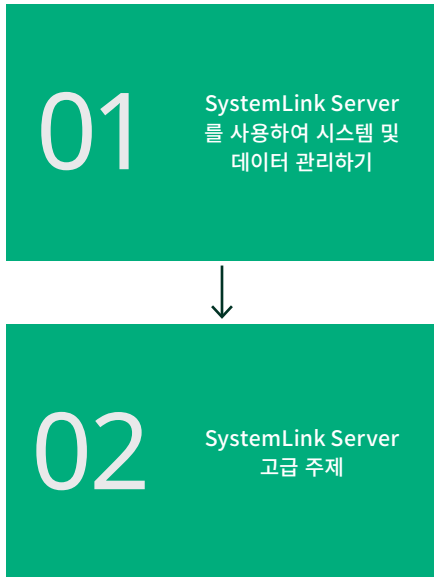 01
SystemLink Server
를 사용하여 시스템 및
데이터 관리하기
02
SystemLink Server
고급 주제